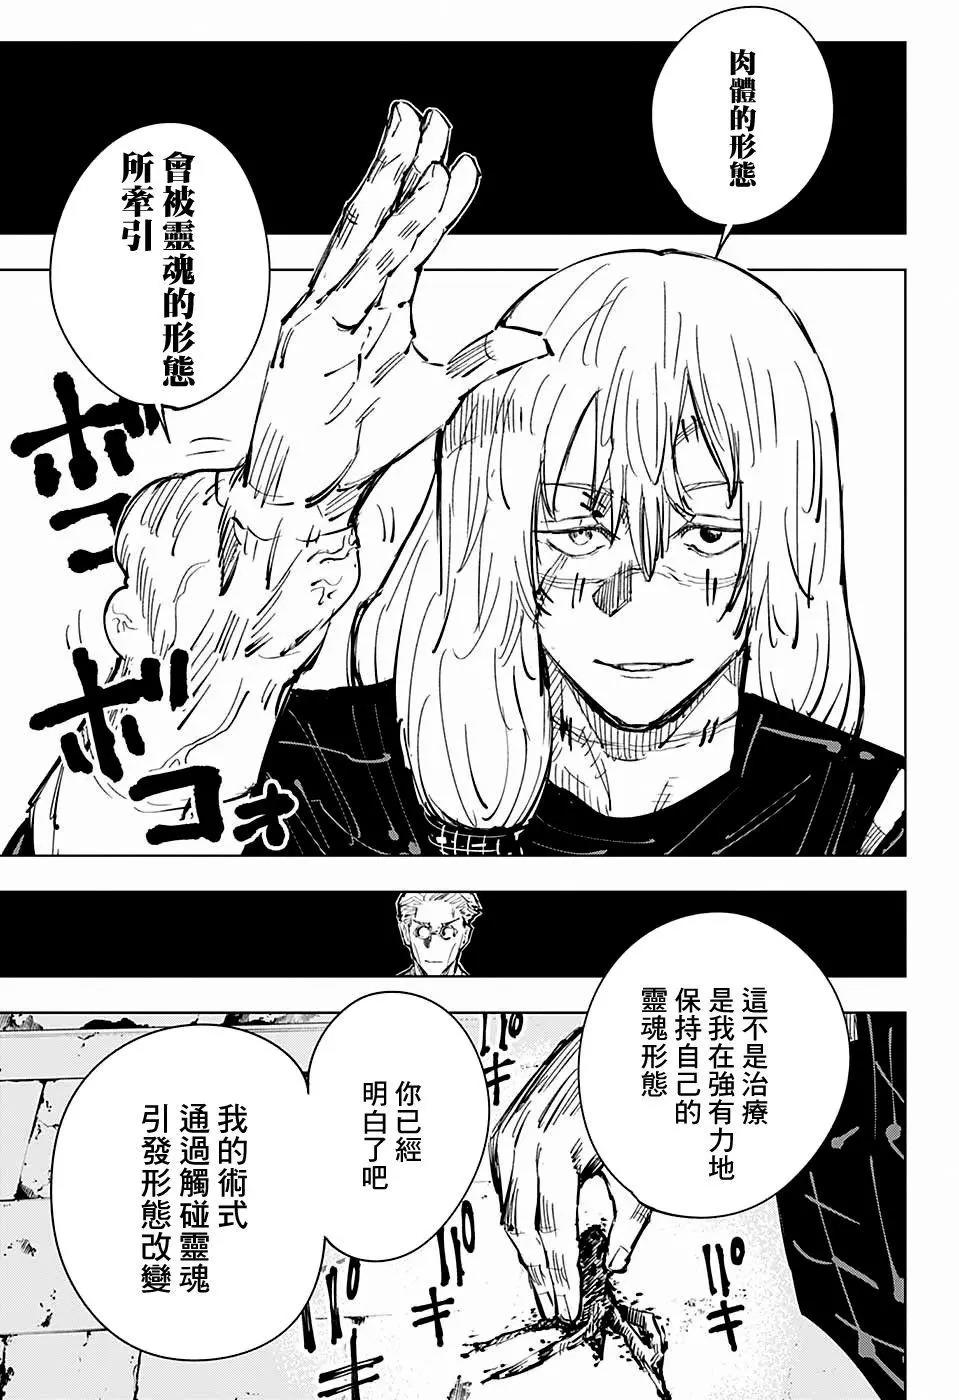 肉體的形態
會被靈魂的形態
所牽引
ボコ
ボコォ
這不是治療
是我在強有力地
保持自己的
靈魂形態
你已經
明白了吧
我的術式
通過觸碰靈魂
引發形態改變
パキ
パキ
パキ